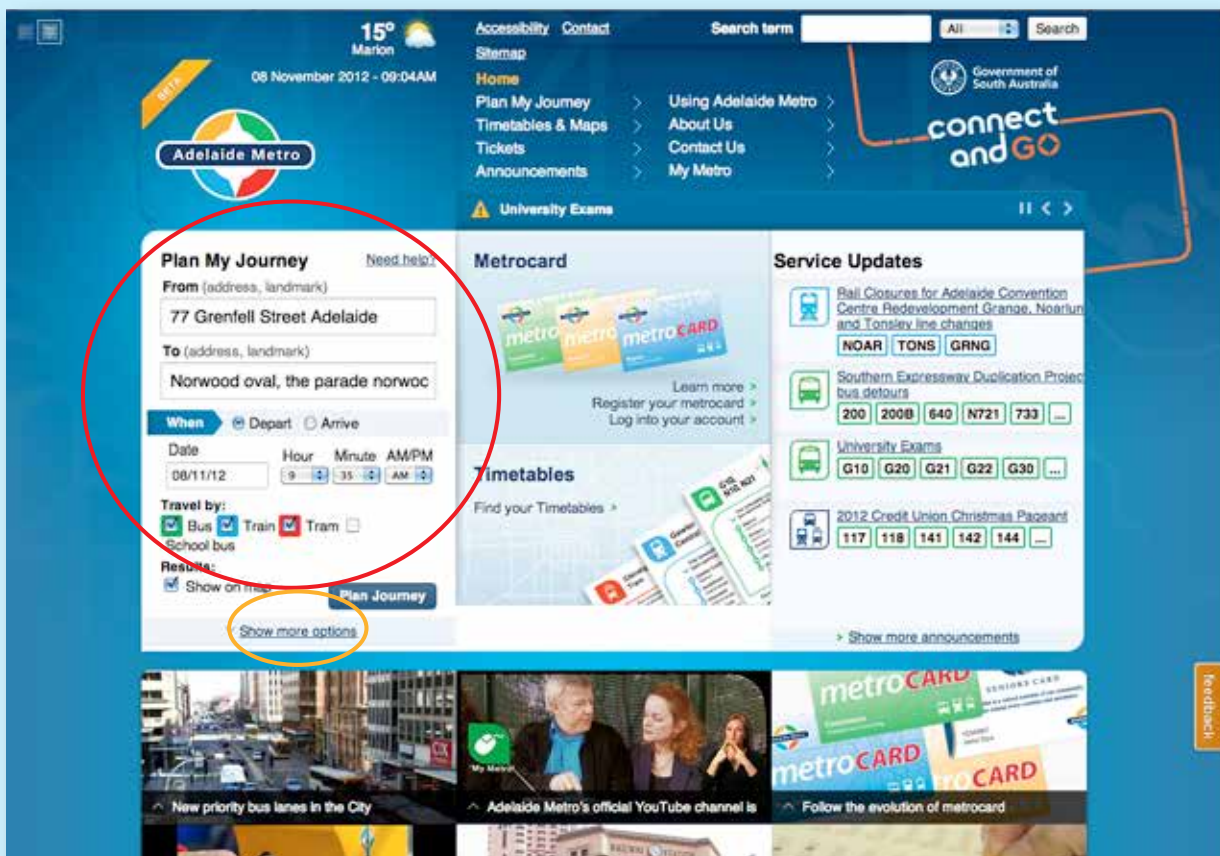 15°
Marion
08 November 2012 - 09:04AM
BETA
Adelaide Metro
Accessibility Contact
Sitemap
Search term
All
Search
Home
Plan My Journey
Timetables & Maps
Tickets
Announcements
Using Adelaide Metro
About Us
Contact Us
My Metro
Government of
South Australia
connect
and GO
University Exams
Plan My Journey
Need help?
From (address, landmark)
77 Grenfell Street Adelaide
To (address, landmark)
Norwood oval, the parade norwoc
When Depart Arrive
Date Hour Minute AM/PM
08/11/12 9 35 AM
Travel by:
Bus Train Tram
School bus
Results:
Show on map
Plan Journey
Show more options
Metrocard
metro metro metroCARD
Learn more >
Register your metrocard >
Log into your account >
Timetables
Find your Timetables >
G10
N10 N21
Service Updates
Rail Closures for Adelaide Convention
Centre Redevelopment Grange, Noarlun
and Tonsley line changes
NOAR TONS GRNG
Southern Expressway Duplication Projec
bus detours
200 200B 640 N721 733 ...
University Exams
G10 G20 G21 G22 G30 ...
2012 Credit Union Christmas Pageant
117 118 141 142 144 ...
> Show more announcements
feedback
My Metro
metroCARD
SENIORS CARD
metroCARD
CARD
New priority bus lanes in the City
Adelaide Metro's official YouTube channel is
Follow the evolution of metrocard